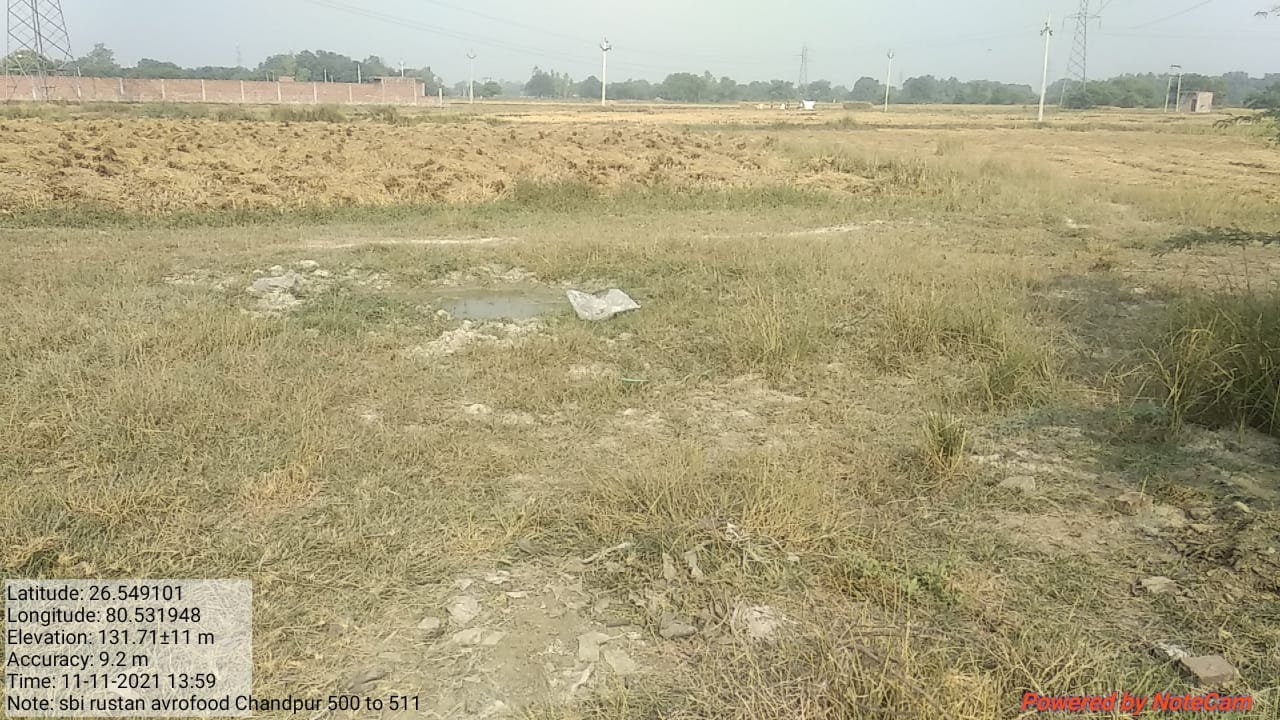 Latitude: 26.549101
Longitude: 80.531948
Elevation: 131.71±11 m
Accuracy: 9.2 m
Time: 11-11-2021 13:59
Note: sbi rustan avrofood Chandpur 500 to 511
Powered by NoteCam